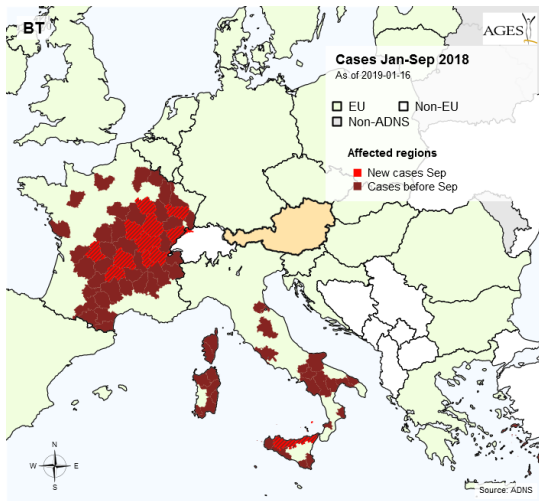 BT
AGES
Cases Jan-Sep 2018
As of 2019-01-16
EU
Non-EU
Non-ADNS
Affected regions
New cases Sep
Cases before Sep
N
W
E
S
Source: ADNS